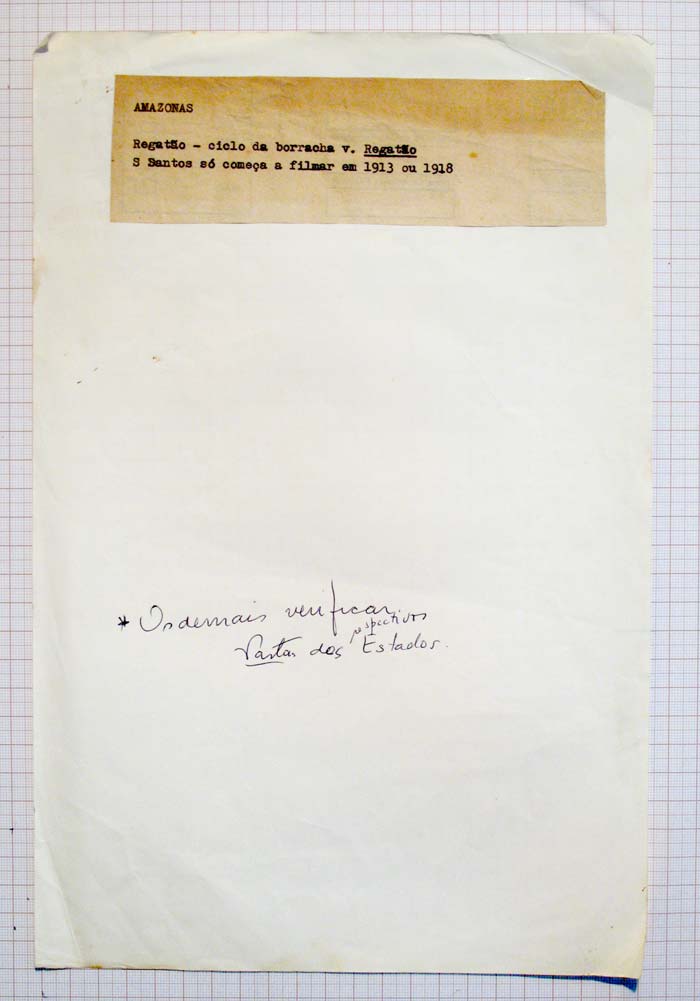 AMAZONAS
Regatão - ciclo da borracha v. Regatão
S Santos só começa a filmar em 1913 ou 1918
* Os demais verificar
Pastas dos respectivos Estados.